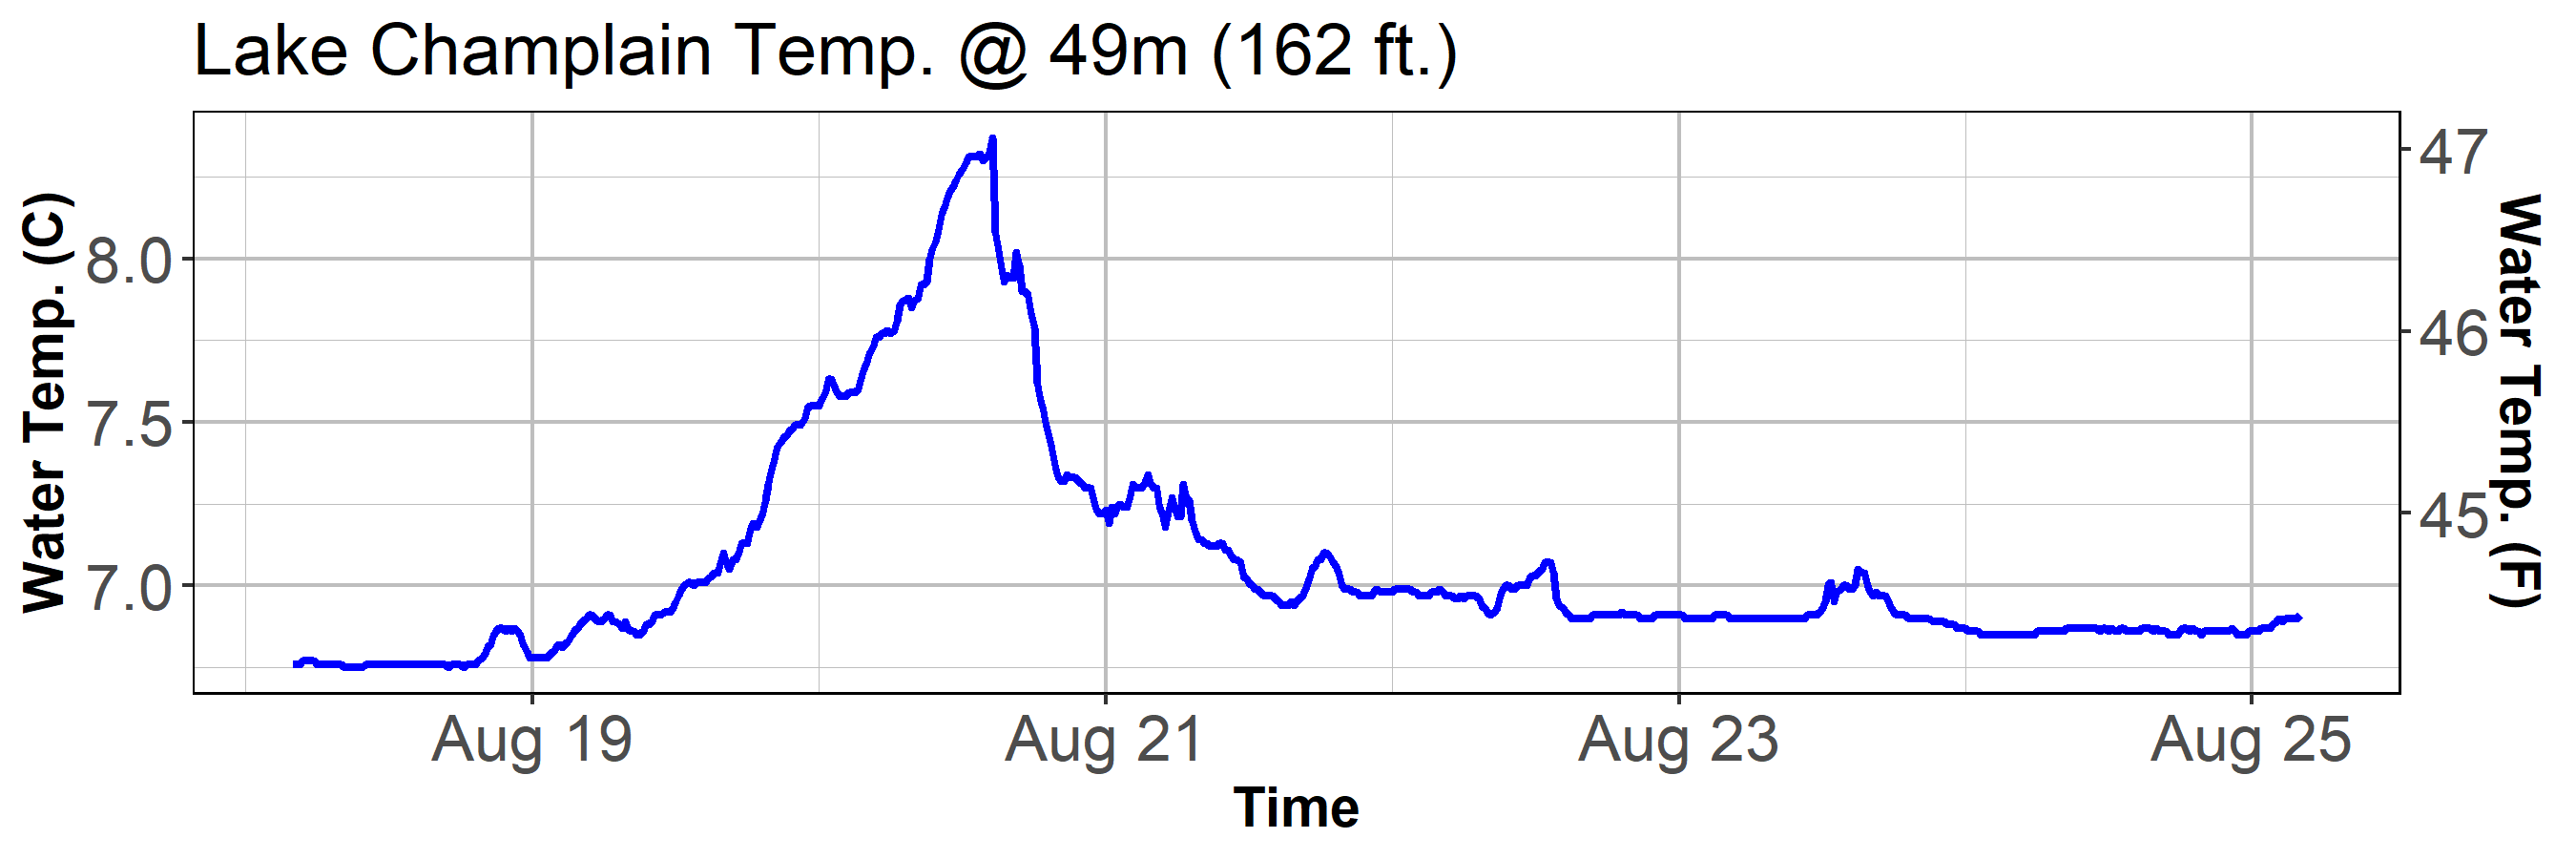 Lake Champlain Temp. @ 49m (162 ft.)
Water Temp. (C)
8.0
7.5
7.0
47
46
45
Water Temp. (F)
Aug 19
Aug 21
Aug 23
Aug 25
Time